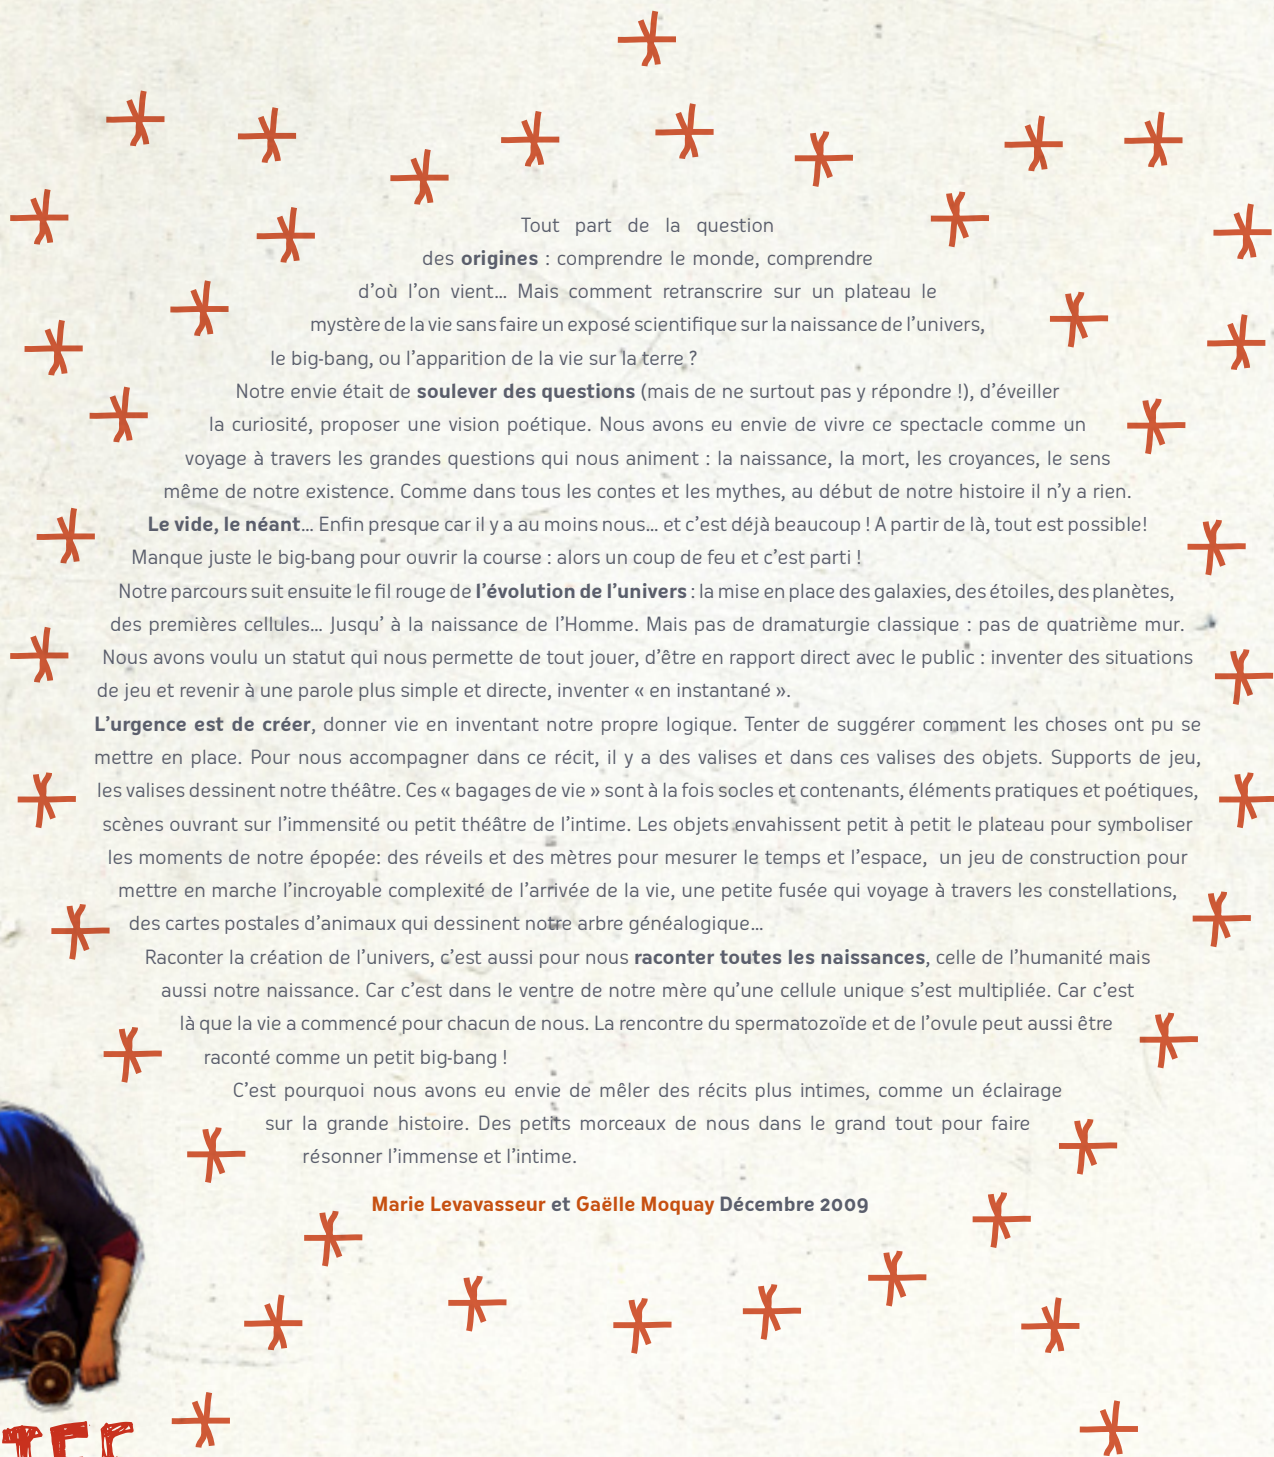 Tout part de la question
des origines : comprendre le monde, comprendre
d’où l’on vient… Mais comment retranscrire sur un plateau le
mystère de la vie sans faire un exposé scientifique sur la naissance de l’univers,
le big-bang, ou l’apparition de la vie sur la terre ?
Notre envie était de soulever des questions (mais de ne surtout pas y répondre !), d’éveiller
la curiosité, proposer une vision poétique. Nous avons eu envie de vivre ce spectacle comme un
voyage à travers les grandes questions qui nous animent : la naissance, la mort, les croyances, le sens
même de notre existence. Comme dans tous les contes et les mythes, au début de notre histoire il n’y a rien.
Le vide, le néant… Enfin presque car il y a au moins nous… et c’est déjà beaucoup ! A partir de là, tout est possible!
Manque juste le big-bang pour ouvrir la course : alors un coup de feu et c’est parti !
Notre parcours suit ensuite le fil rouge de l’évolution de l’univers : la mise en place des galaxies, des étoiles, des planètes,
des premières cellules… Jusqu’ à la naissance de l’Homme. Mais pas de dramaturgie classique : pas de quatrième mur.
Nous avons voulu un statut qui nous permette de tout jouer, d’être en rapport direct avec le public : inventer des situations
de jeu et revenir à une parole plus simple et directe, inventer « en instantané ».
L’urgence est de créer, donner vie en inventant notre propre logique. Tenter de suggérer comment les choses ont pu se
mettre en place. Pour nous accompagner dans ce récit, il y a des valises et dans ces valises des objets. Supports de jeu,
les valises dessinent notre théâtre. Ces « bagages de vie » sont à la fois socles et contenants, éléments pratiques et poétiques,
scènes ouvrant sur l’immensité ou petit théâtre de l’intime. Les objets envahissent petit à petit le plateau pour symboliser
les moments de notre épopée: des réveils et des mètres pour mesurer le temps et l’espace, un jeu de construction pour
mettre en marche l’incroyable complexité de l’arrivée de la vie, une petite fusée qui voyage à travers les constellations,
des cartes postales d’animaux qui dessinent notre arbre généalogique…
Raconter la création de l’univers, c’est aussi pour nous raconter toutes les naissances, celle de l’humanité mais
aussi notre naissance. Car c’est dans le ventre de notre mère qu’une cellule unique s’est multipliée. Car c’est
là que la vie a commencé pour chacun de nous. La rencontre du spermatozoïde et de l’ovule peut aussi être
raconté comme un petit big-bang !
C’est pourquoi nous avons eu envie de mêler des récits plus intimes, comme un éclairage
sur la grande histoire. Des petits morceaux de nous dans le grand tout pour faire
résonner l’immense et l’intime.
Marie Levavasseur et Gaëlle Moquay Décembre 2009